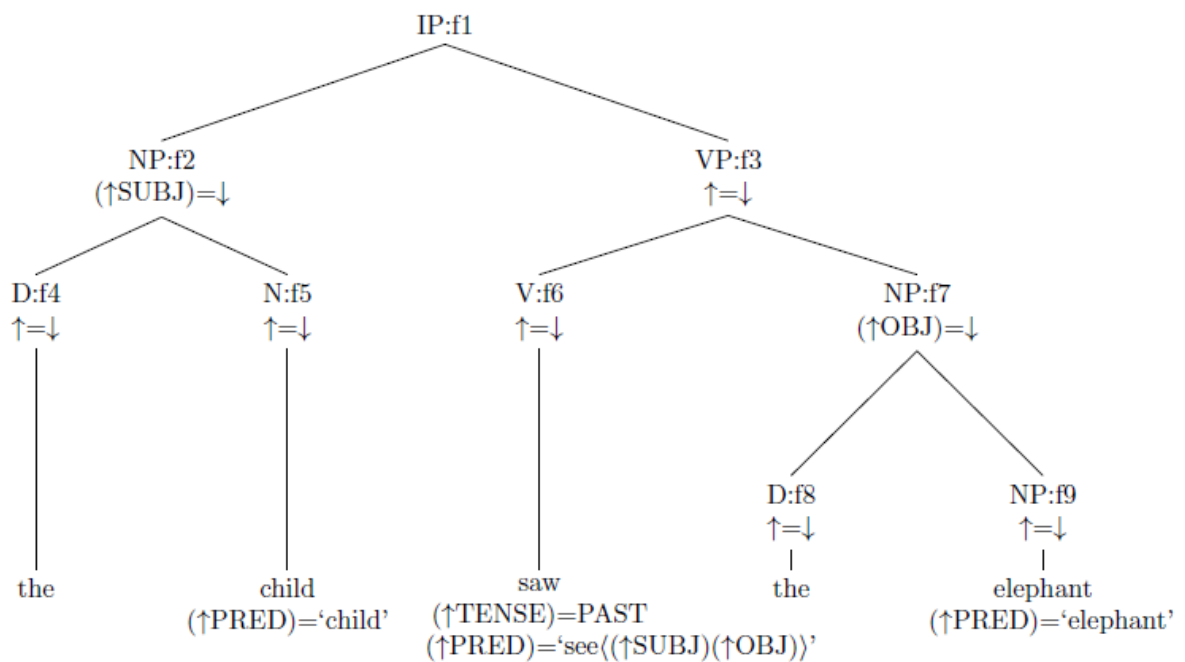 IP:f1
NP:f2 VP:f3
(↑SUBJ)=↓ ↑=↓
D:f4 N:f5 V:f6 NP:f7
↑=↓ ↑=↓ ↑=↓ (↑OBJ)=↓
D:f8 NP:f9
↑=↓ ↑=↓
the child saw the elephant
(↑PRED)=‘child’ (↑TENSE)=PAST (↑PRED)=‘elephant’
(↑PRED)=‘see⟨(↑SUBJ)(↑OBJ)⟩’